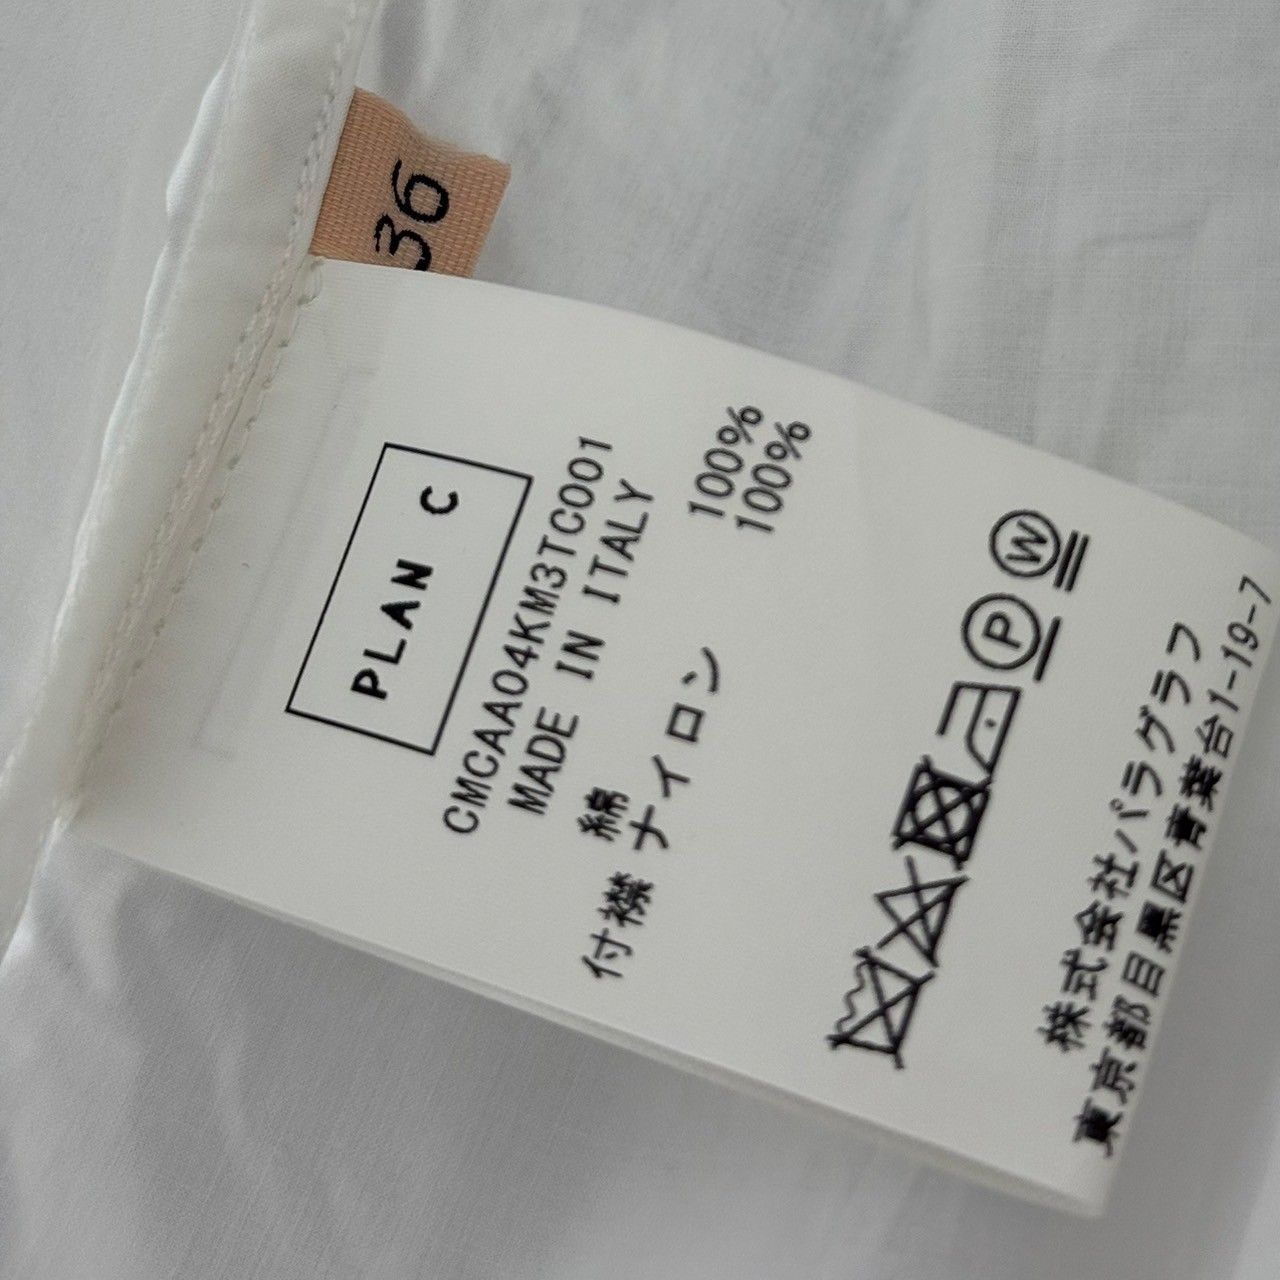 36
PLAN C
CMCAA04KM3TC001
MADE IN ITALY
綿 100%
付襟 ナイロン 100%
P
W
株式会社パラグラフ
東京都目黒区青葉台1-19-7